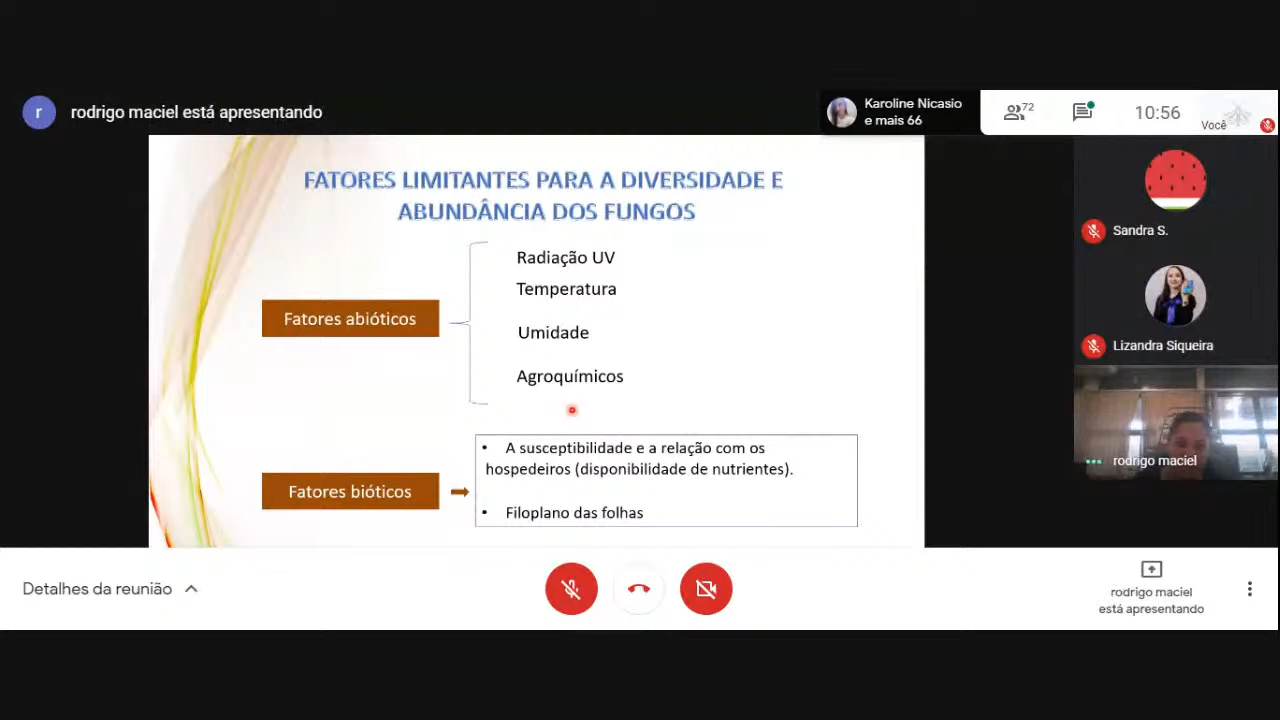 r
rodrigo maciel está apresentando
Karoline Nicasio
e mais 66
72
10:56
Você
FATORES LIMITANTES PARA A DIVERSIDADE E
ABUNDÂNCIA DOS FUNGOS
Radiação UV
Temperatura
Fatores abióticos
Umidade
Agroquímicos
• A susceptibilidade e a relação com os
hospedeiros (disponibilidade de nutrientes).
Fatores bióticos
• Filoplano das folhas
Sandra S.
Lizandra Siqueira
rodrigo maciel
Detalhes da reunião
rodrigo maciel
está apresentando